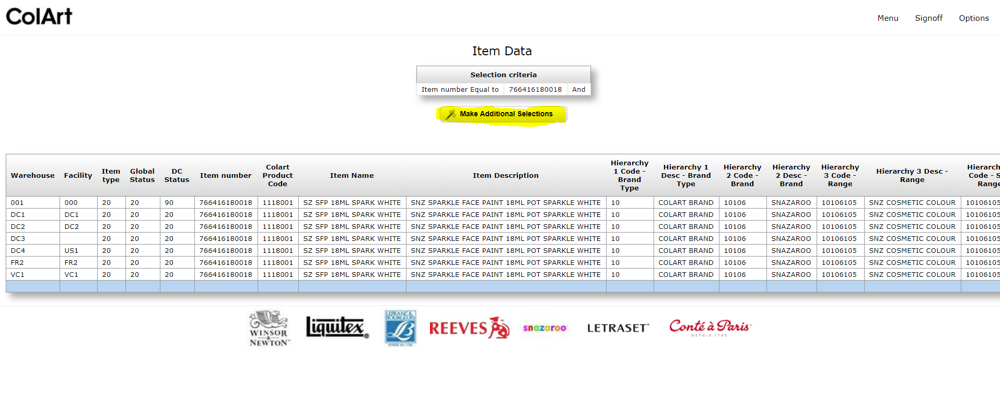 ColArt
Menu Signoff Options
Item Data
Selection criteria
Item number Equal to 766416180018 And
Make Additional Selections
Warehouse Facility Item type Global Status DC Status Item number Colart Product Code Item Name Item Description Hierarchy 1 Code - Brand Type Hierarchy 1 Desc - Brand Type Hierarchy 2 Code - Brand Hierarchy 2 Desc - Brand Hierarchy 3 Code - Range Hierarchy 3 Desc - Range Hierarch Code - S Range
001 000 20 20 90 766416180018 1118001 SZ SFP 18ML SPARK WHITE SNZ SPARKLE FACE PAINT 18ML POT SPARKLE WHITE 10 COLART BRAND 10106 SNAZAROO 10106105 SNZ COSMETIC COLOUR 10106105
DC1 DC1 20 20 20 766416180018 1118001 SZ SFP 18ML SPARK WHITE SNZ SPARKLE FACE PAINT 18ML POT SPARKLE WHITE 10 COLART BRAND 10106 SNAZAROO 10106105 SNZ COSMETIC COLOUR 10106105
DC2 DC2 20 20 20 766416180018 1118001 SZ SFP 18ML SPARK WHITE SNZ SPARKLE FACE PAINT 18ML POT SPARKLE WHITE 10 COLART BRAND 10106 SNAZAROO 10106105 SNZ COSMETIC COLOUR 10106105
DC3 20 20 20 766416180018 1118001 SZ SFP 18ML SPARK WHITE SNZ SPARKLE FACE PAINT 18ML POT SPARKLE WHITE 10 COLART BRAND 10106 SNAZAROO 10106105 SNZ COSMETIC COLOUR 10106105
DC4 US1 20 20 20 766416180018 1118001 SZ SFP 18ML SPARK WHITE SNZ SPARKLE FACE PAINT 18ML POT SPARKLE WHITE 10 COLART BRAND 10106 SNAZAROO 10106105 SNZ COSMETIC COLOUR 10106105
FR2 FR2 20 20 20 766416180018 1118001 SZ SFP 18ML SPARK WHITE SNZ SPARKLE FACE PAINT 18ML POT SPARKLE WHITE 10 COLART BRAND 10106 SNAZAROO 10106105 SNZ COSMETIC COLOUR 10106105
VC1 VC1 20 20 20 766416180018 1118001 SZ SFP 18ML SPARK WHITE SNZ SPARKLE FACE PAINT 18ML POT SPARKLE WHITE 10 COLART BRAND 10106 SNAZAROO 10106105 SNZ COSMETIC COLOUR 10106105
WINSOR & NEWTON™ Liquitex® LEFRANC & BOURGEOIS LB REEVES snazaroo LETRASET® Conté à Paris™
DEPUIS 1795